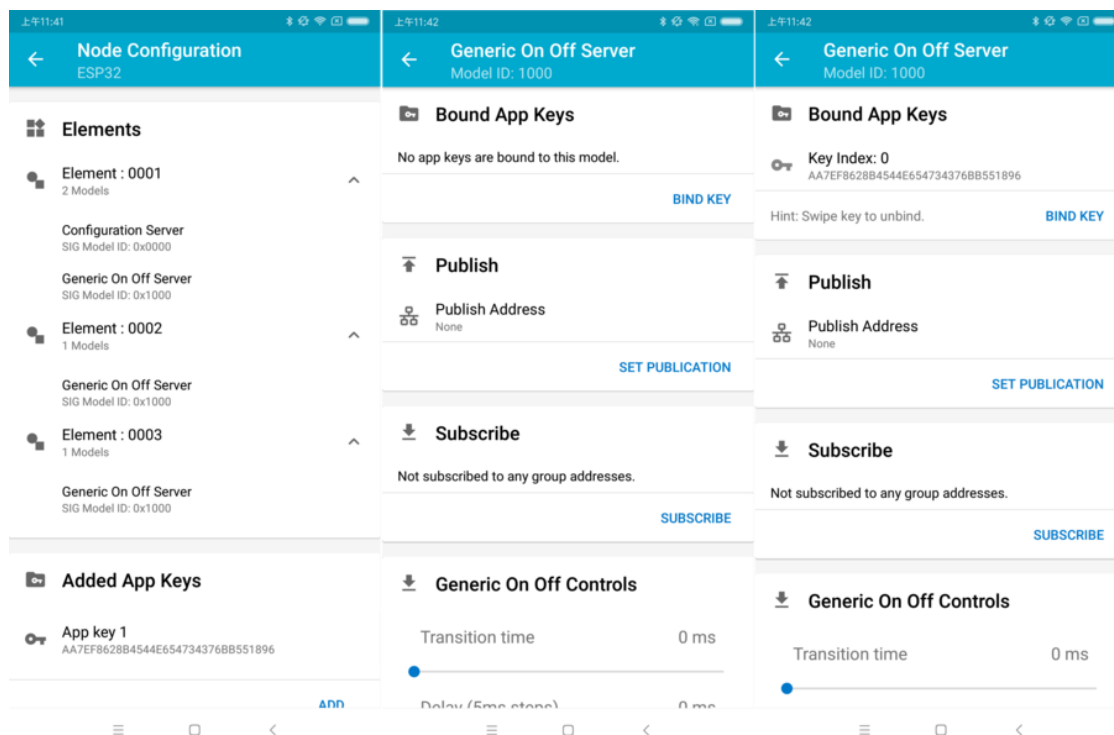 上午11:41
Node Configuration
ESP32
Elements
Element : 0001
2 Models
Configuration Server
SIG Model ID: 0x0000
Generic On Off Server
SIG Model ID: 0x1000
Element : 0002
1 Models
Generic On Off Server
SIG Model ID: 0x1000
Element : 0003
1 Models
Generic On Off Server
SIG Model ID: 0x1000
Added App Keys
App key 1
AA7EF8628B4544E654734376BB551896
ADD
上午11:42
Generic On Off Server
Model ID: 1000
Bound App Keys
No app keys are bound to this model.
BIND KEY
Publish
Publish Address
None
SET PUBLICATION
Subscribe
Not subscribed to any group addresses.
SUBSCRIBE
Generic On Off Controls
Transition time 0 ms
Delay (5ms steps) 0 ms
上午11:42
Generic On Off Server
Model ID: 1000
Bound App Keys
Key Index: 0
AA7EF8628B4544E654734376BB551896
Hint: Swipe key to unbind. BIND KEY
Publish
Publish Address
None
SET PUBLICATION
Subscribe
Not subscribed to any group addresses.
SUBSCRIBE
Generic On Off Controls
Transition time 0 ms